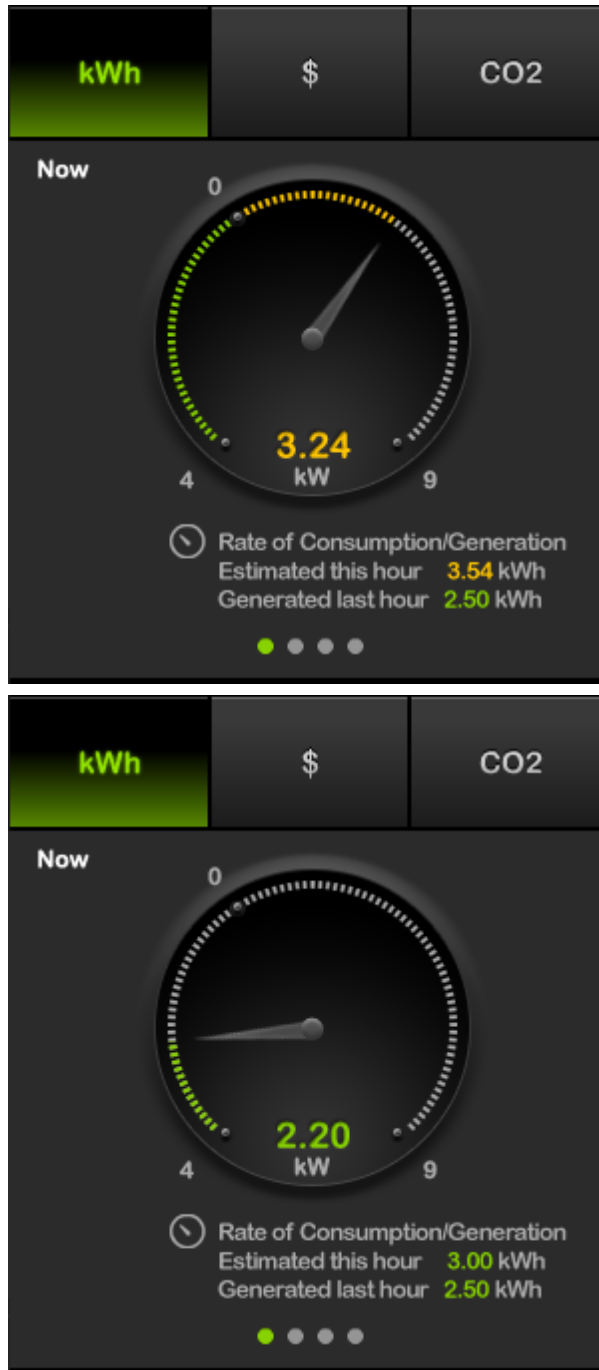 kWh $ CO2
Now
0
3.24
kW
4 9
Rate of Consumption/Generation
Estimated this hour 3.54 kWh
Generated last hour 2.50 kWh
kWh $ CO2
Now
0
2.20
kW
4 9
Rate of Consumption/Generation
Estimated this hour 3.00 kWh
Generated last hour 2.50 kWh